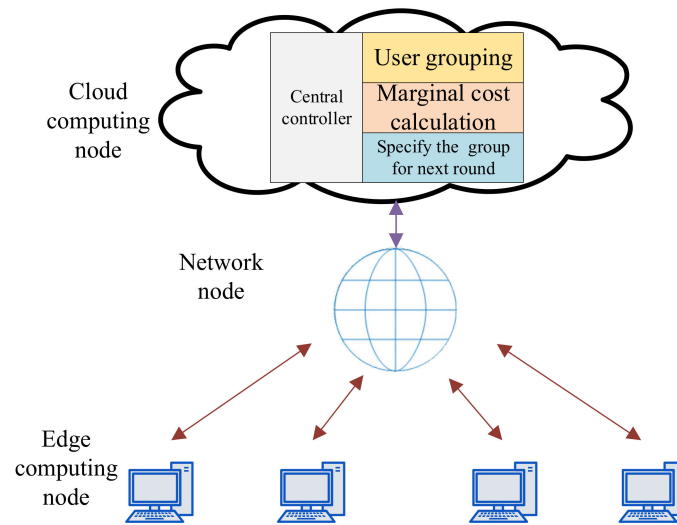 Cloud
computing
node
Central
controller
User grouping
Marginal cost
calculation
Specify the group
for next round
Network
node
Edge
computing
node